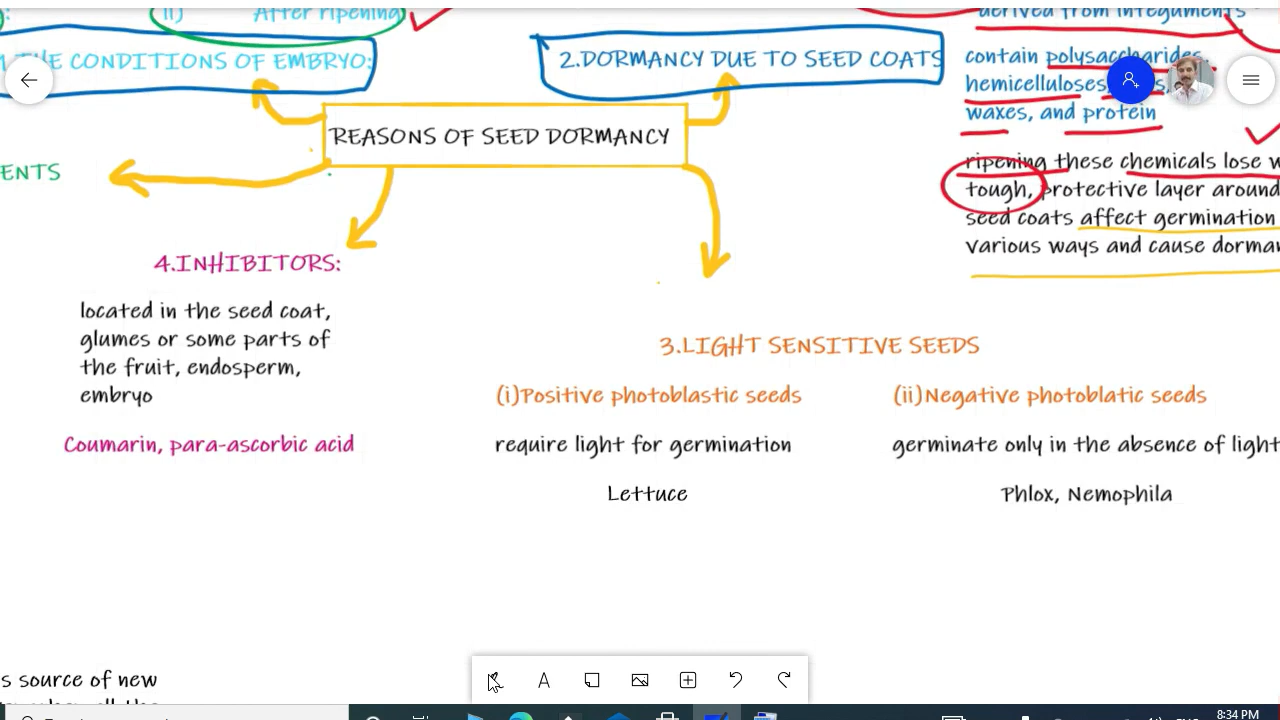 ii) After ripening
derived from integuments
THE CONDITIONS OF EMBRYO:
2.DORMANCY DUE TO SEED COATS
contain polysaccharides,
hemicelluloses,
waxes, and protein
REASONS OF SEED DORMANCY
ripening these chemicals lose
tough, protective layer around
seed coats affect germination
various ways and cause
ENTS
4.INHIBITORS:
located in the seed coat,
glumes or some parts of
the fruit, endosperm,
embryo
Coumarin, para-ascorbic acid
3.LIGHT SENSITIVE SEEDS
(i)Positive photoblastic seeds
(ii)Negative photoblatic seeds
require light for germination
germinate only in the absence of light
Lettuce
Phlox, Nemophila
s source of new
A
8:34 PM